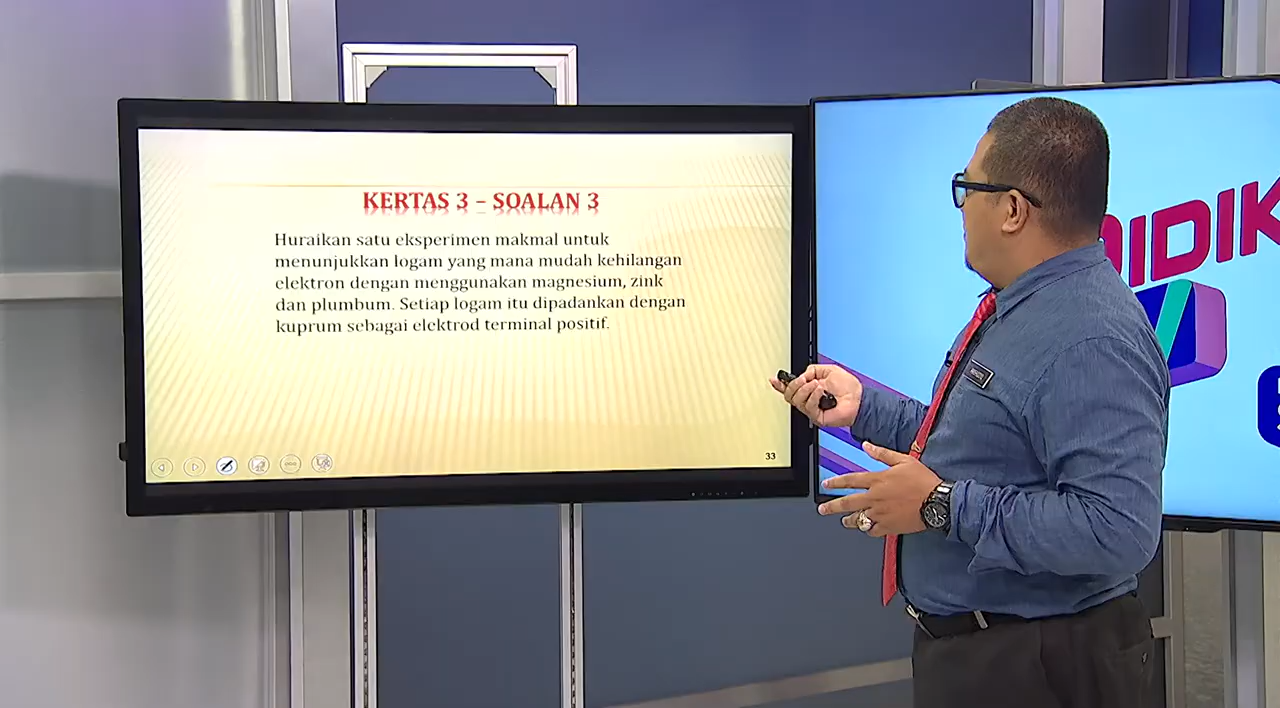 KERTAS 3 – SOALAN 3
Huraikan satu eksperimen makmal untuk
menunjukkan logam yang mana mudah kehilangan
elektron dengan menggunakan magnesium, zink
dan plumbum. Setiap logam itu dipadankan dengan
kuprum sebagai elektrod terminal positif.
33
DIDIK